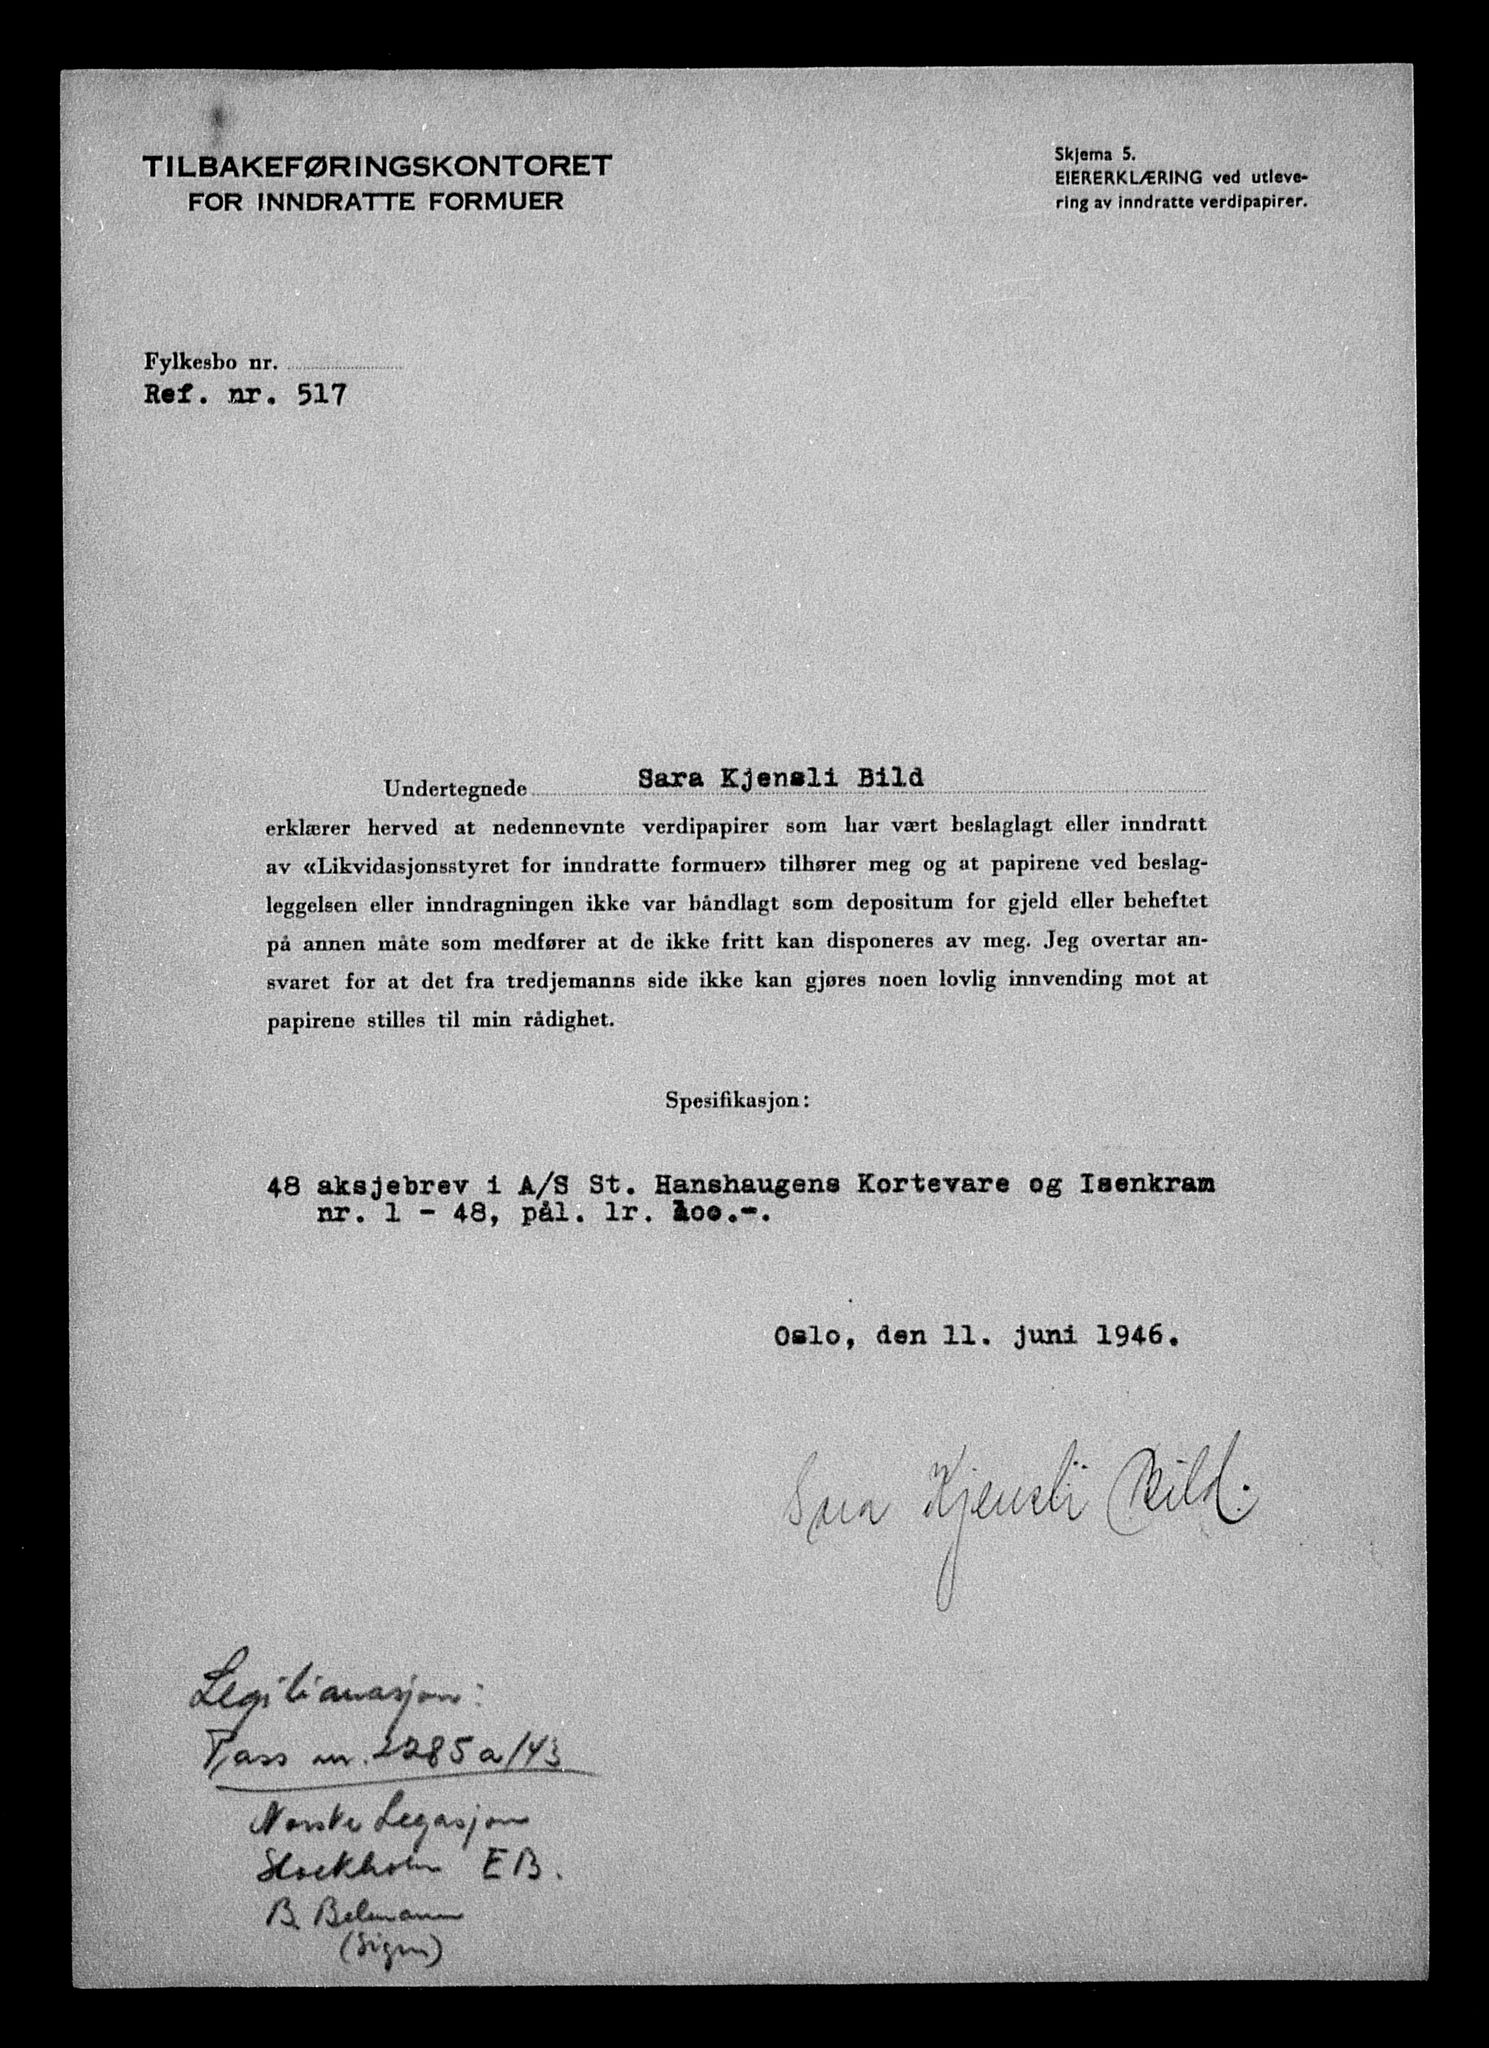 TILBAKEFØRINGSKONTORET
FOR INNDRATTE FORMUER
Skjema 5.
EIERERKLÆRING ved utleve-
ring av inndratte verdipapirer.
Fylkesbo nr.
Ref. nr. 517
Undertegnede Sara Kjensli Bild
erklærer herved at nedennevnte verdipapirer som har vært beslaglagt eller inndratt
av «Likvidasjonsstyret for inndratte formuer» tilhører meg og at papirene ved beslag-
leggelsen eller inndragningen ikke var håndlagt som depositum for gjeld eller beheftet
på annen måte som medfører at de ikke fritt kan disponeres av meg. Jeg overtar an-
svaret for at det fra tredjemanns side ikke kan gjøres noen lovlig innvending mot at
papirene stilles til min rådighet.
Spesifikasjon:
48 aksjebrev i A/S St. Hanshaugens Kortevare og Isenkram
nr. 1 - 48, pål. lr. 100.-.
Oslo, den 11. juni 1946.
Sara Kjensli Bild.
Legitimasjon:
Pass nr. 2285a/43
Norske Legasjon
Stockholm EB.
B.
(sign)